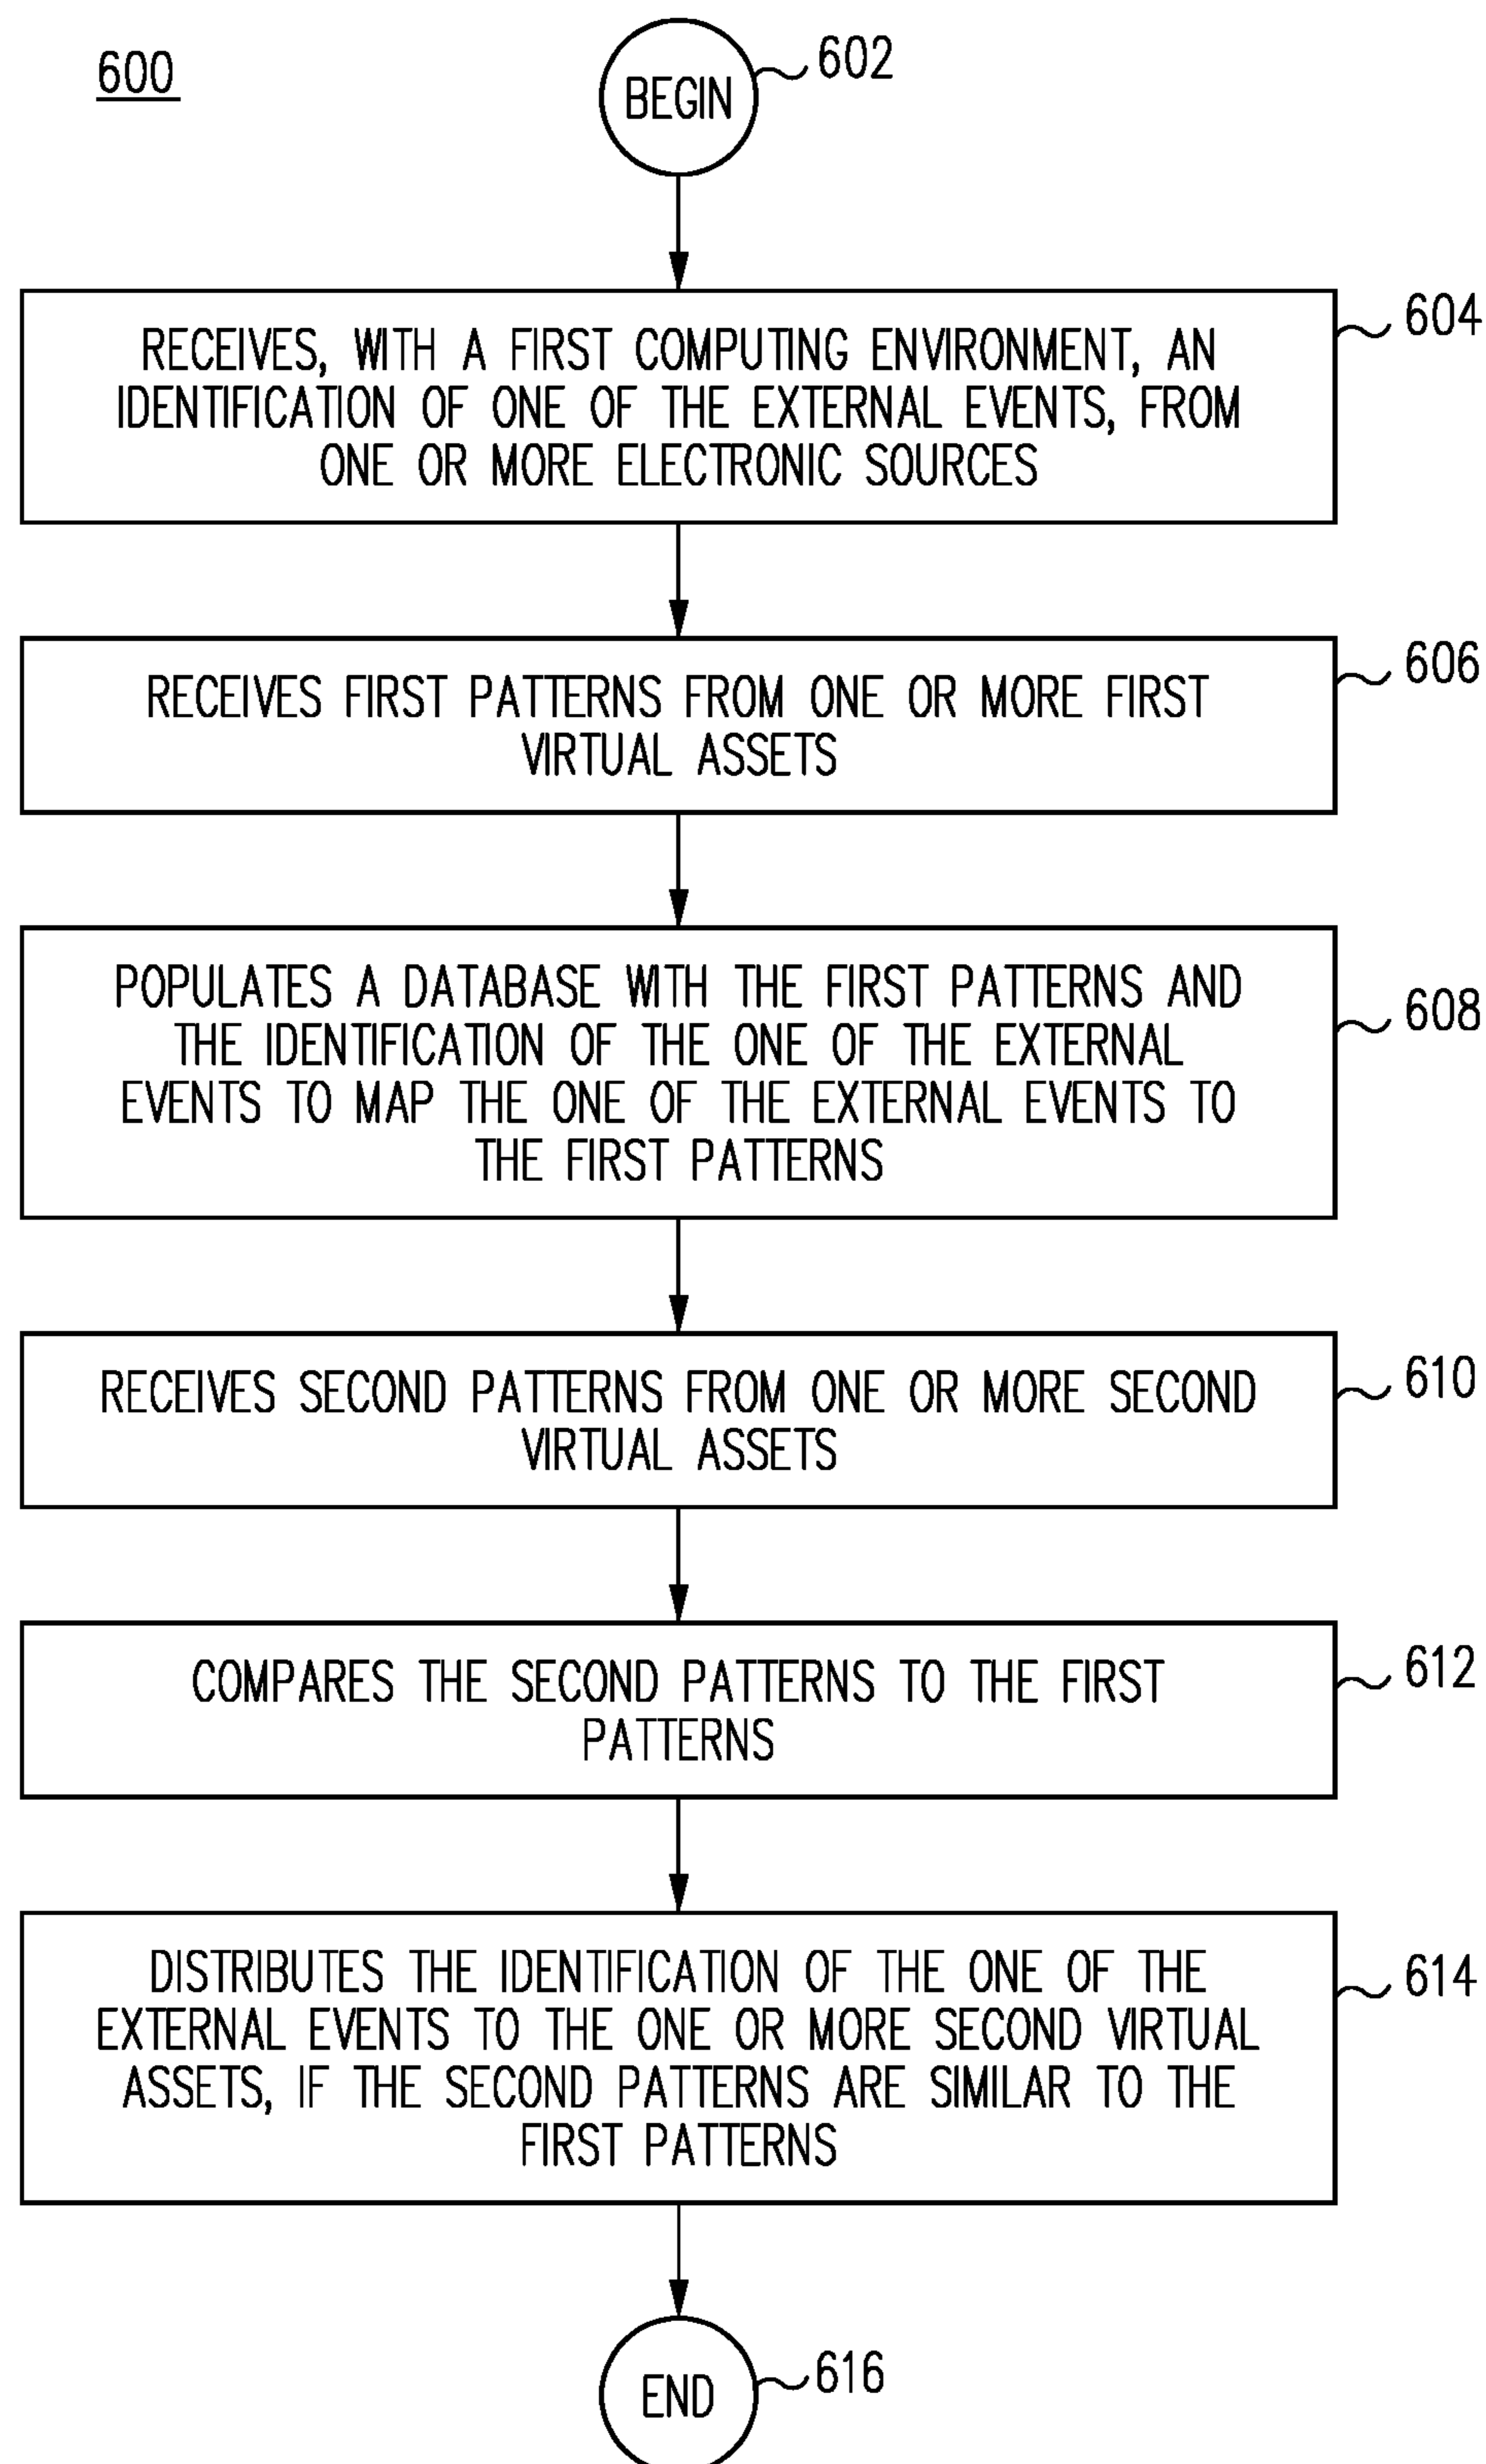 600
BEGIN
602
RECEIVES, WITH A FIRST COMPUTING ENVIRONMENT, AN
IDENTIFICATION OF ONE OF THE EXTERNAL EVENTS, FROM
ONE OR MORE ELECTRONIC SOURCES
604
RECEIVES FIRST PATTERNS FROM ONE OR MORE FIRST
VIRTUAL ASSETS
606
POPULATES A DATABASE WITH THE FIRST PATTERNS AND
THE IDENTIFICATION OF THE ONE OF THE EXTERNAL
EVENTS TO MAP THE ONE OF THE EXTERNAL EVENTS TO
THE FIRST PATTERNS
608
RECEIVES SECOND PATTERNS FROM ONE OR MORE SECOND
VIRTUAL ASSETS
610
COMPARES THE SECOND PATTERNS TO THE FIRST
PATTERNS
612
DISTRIBUTES THE IDENTIFICATION OF THE ONE OF THE
EXTERNAL EVENTS TO THE ONE OR MORE SECOND VIRTUAL
ASSETS, IF THE SECOND PATTERNS ARE SIMILAR TO THE
FIRST PATTERNS
614
END
616